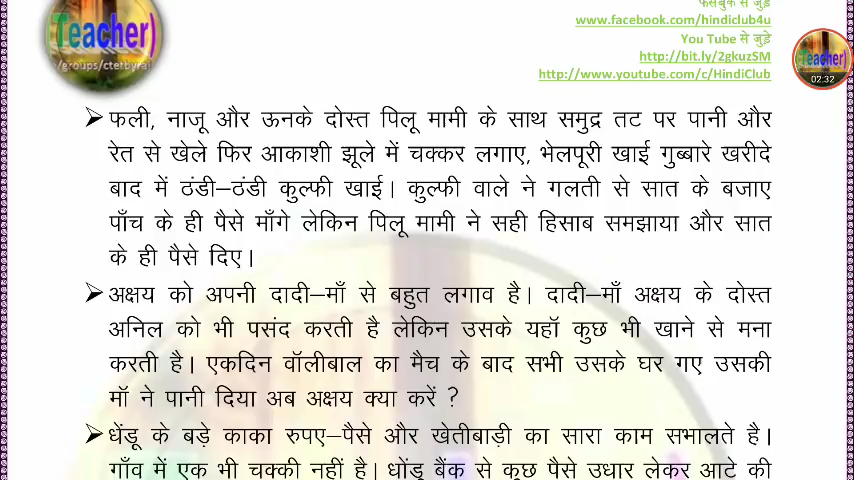 Teacher)
/groups/ctetbyraj
फेसबुक से जुड़े
www.facebook.com/hindiclub4u
You Tube से जुड़े
http://bit.ly/2gkuzSM
http://www.youtube.com/c/HindiClub
Teacher)
02:32
➢ फली, नाजू और ऊनके दोस्त पिलू मामी के साथ समुद्र तट पर पानी और
रेत से खेले फिर आकाशी झूले में चक्कर लगाए, भेलपूरी खाई गुब्बारे खरीदे
बाद में ठंडी–ठंडी कुल्फी खाई। कुल्फी वाले ने गलती से सात के बजाए
पाँच के ही पैसे माँगे लेकिन पिलू मामी ने सही हिसाब समझाया और सात
के ही पैसे दिए।
➢ अक्षय को अपनी दादी–माँ से बहुत लगाव है। दादी–माँ अक्षय के दोस्त
अनिल को भी पसंद करती है लेकिन उसके यहॉ कुछ भी खाने से मना
करती है। एकदिन वॉलीबाल का मैच के बाद सभी उसके घर गए उसकी
मॉ ने पानी दिया अब अक्षय क्या करें ?
➢ धेंडू के बड़े काका रुपए–पैसे और खेतीबाड़ी का सारा काम सभालते है।
गाँव में एक भी चक्की नहीं है। धोंडू बैंक से कुछ पैसे उधार लेकर आटे की